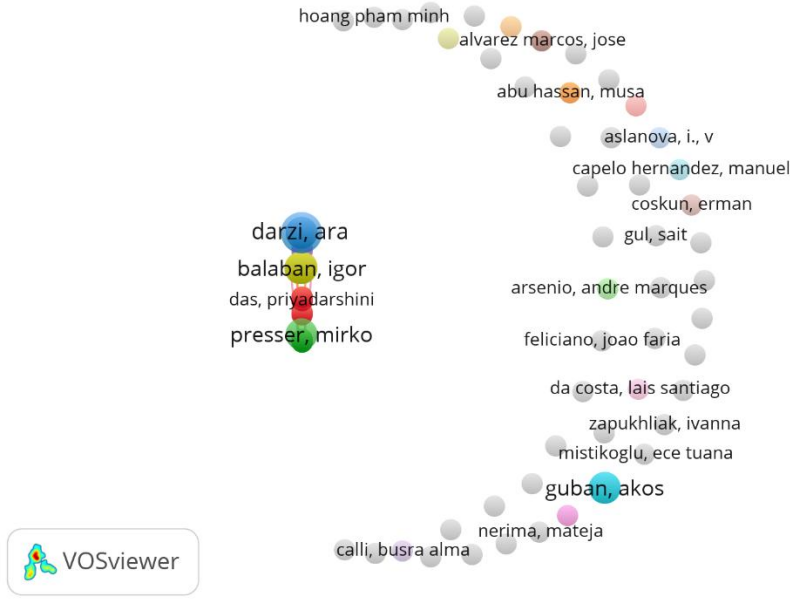 hoang pham minh
alvarez marcos, jose
abu hassan, musa
aslanova, i., v
capelo hernandez, manuel
coskun, erman
darzi, ara
gul, sait
balaban, igor
das, priyadarshini
arsenio, andre marques
presser, mirko
feliciano, joao faria
da costa, lais santiago
zapukhliak, ivanna
mistikoglu, ece tuana
guban, akos
nerima, mateja
calli, busra alma
VOSviewer